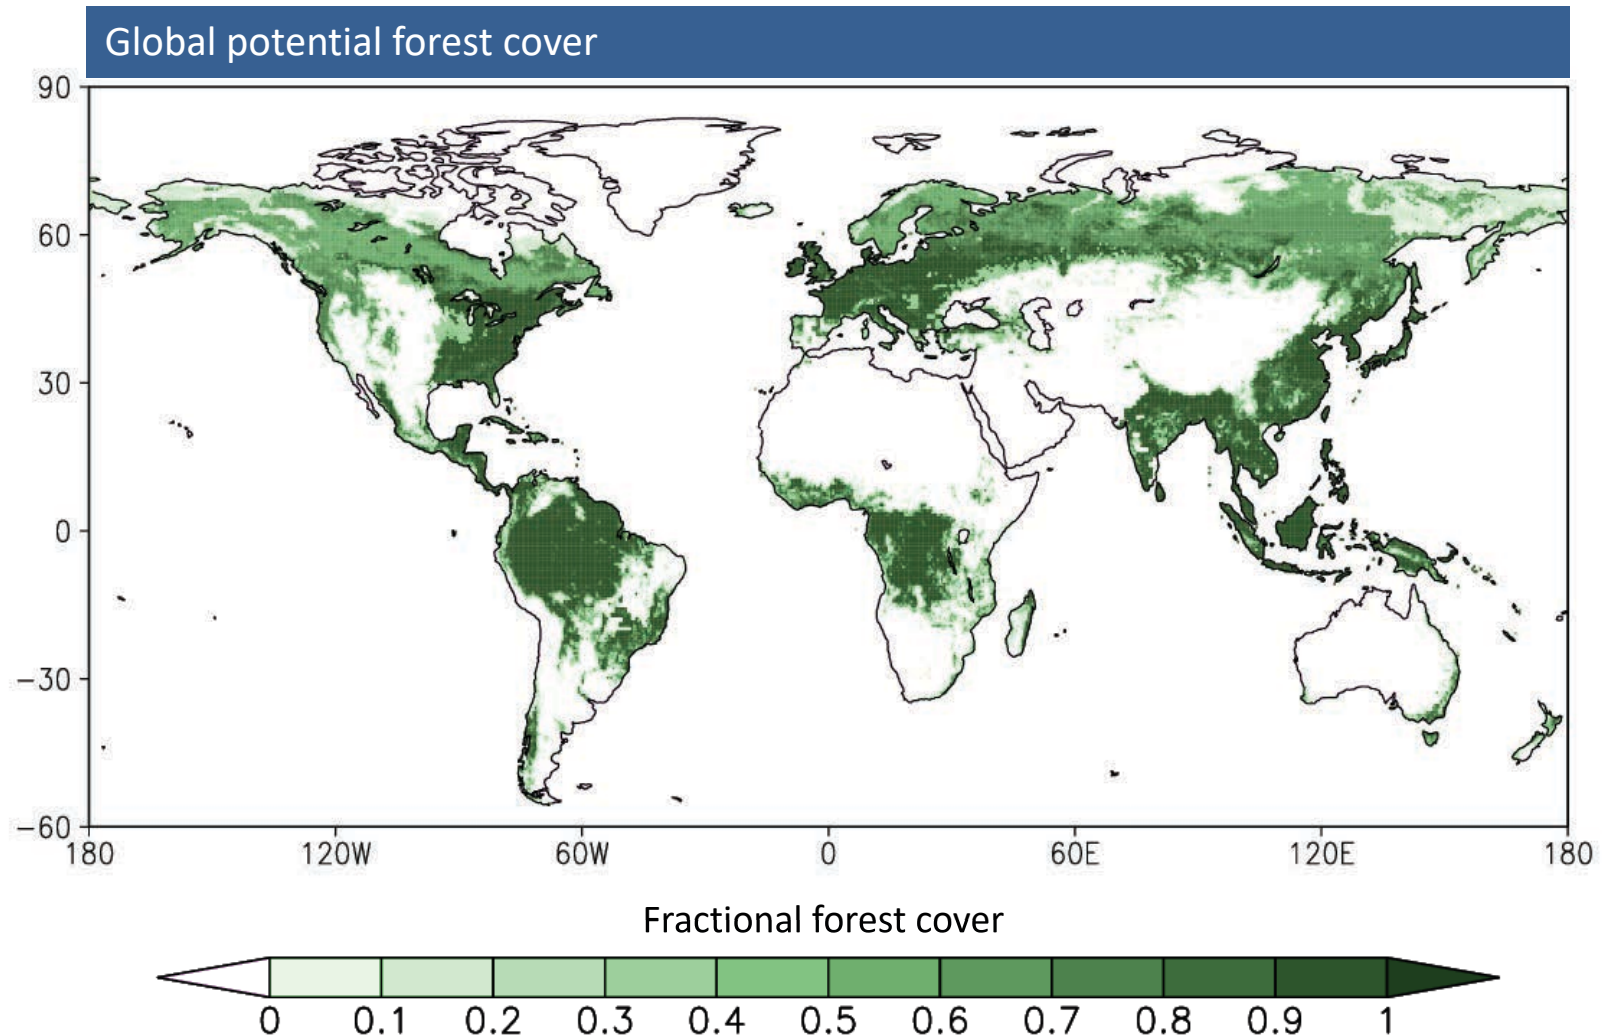 Global potential forest cover
90
60
30
0
−30
−60
180 120W 60W 0 60E 120E 180
Fractional forest cover
0 0.1 0.2 0.3 0.4 0.5 0.6 0.7 0.8 0.9 1